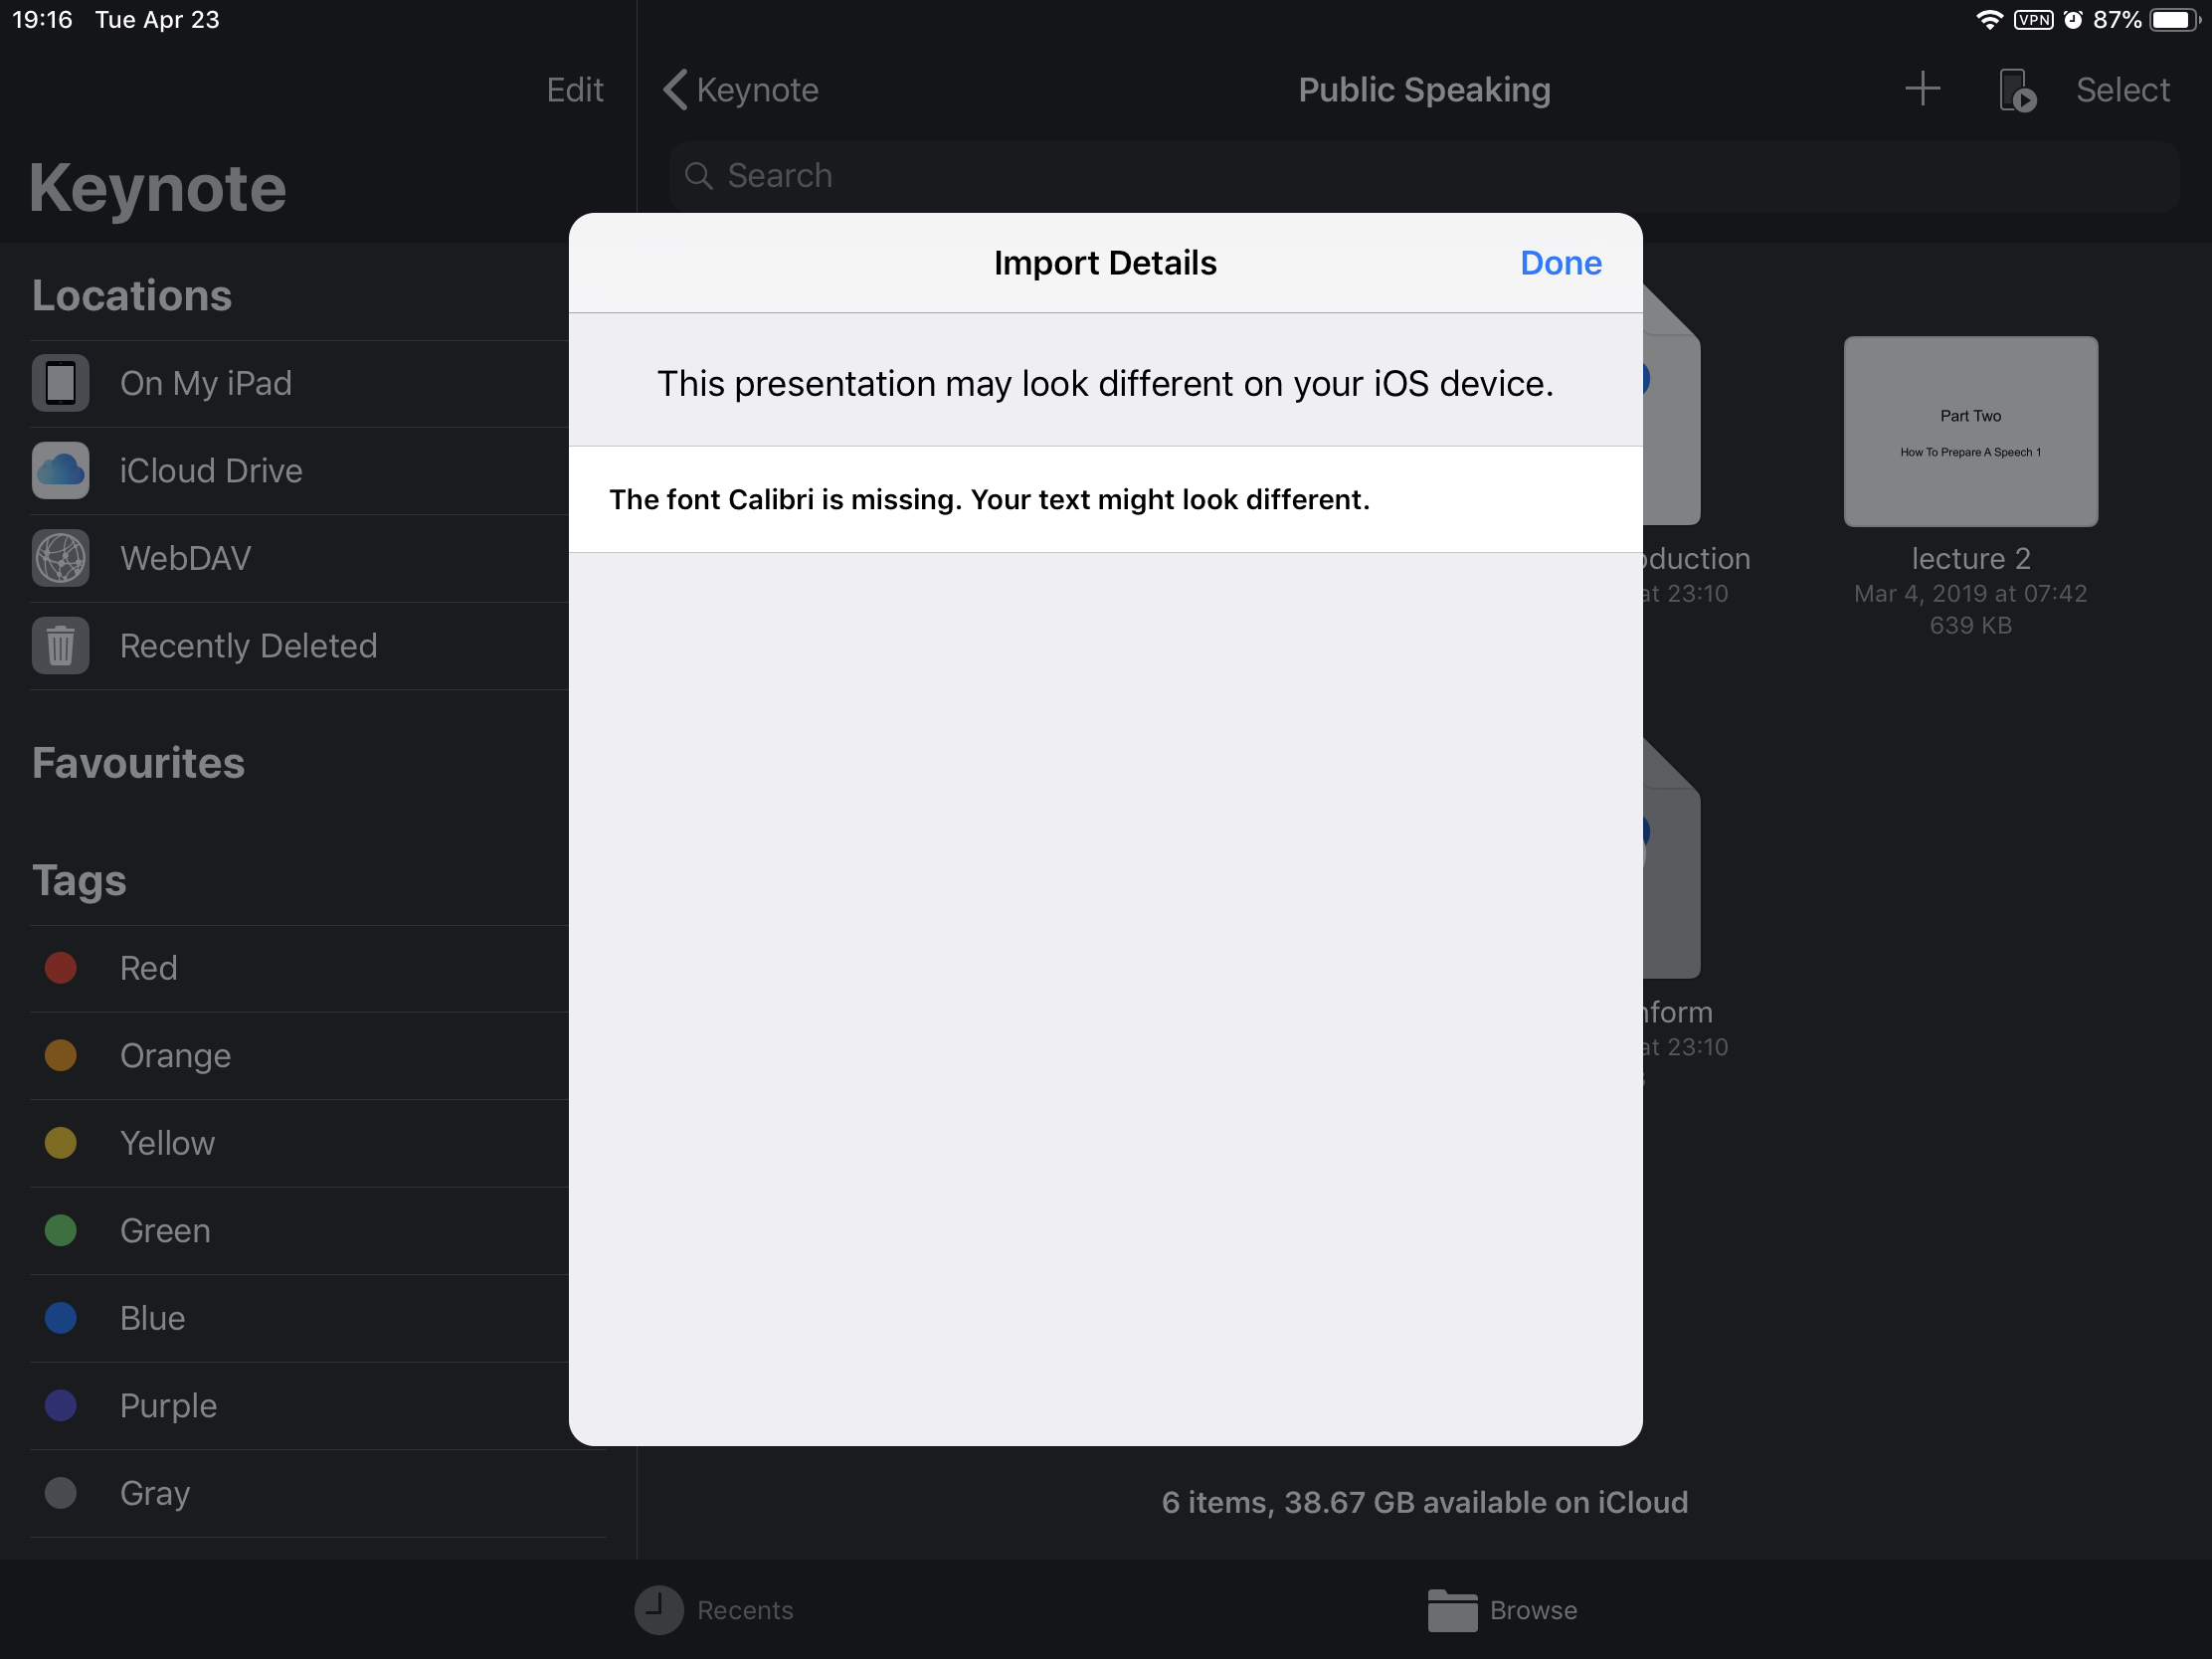 19:16 Tue Apr 23
VPN 87%
Edit
Keynote
Public Speaking
Select
Keynote
Search
Locations
On My iPad
iCloud Drive
WebDAV
Recently Deleted
Favourites
Tags
Red
Orange
Yellow
Green
Blue
Purple
Gray
Import Details
Done
This presentation may look different on your iOS device.
The font Calibri is missing. Your text might look different.
at 23:10
Part Two
How To Prepare A Speech 1
lecture 2
Mar 4, 2019 at 07:42
639 KB
at 23:10
6 items, 38.67 GB available on iCloud
Recents
Browse